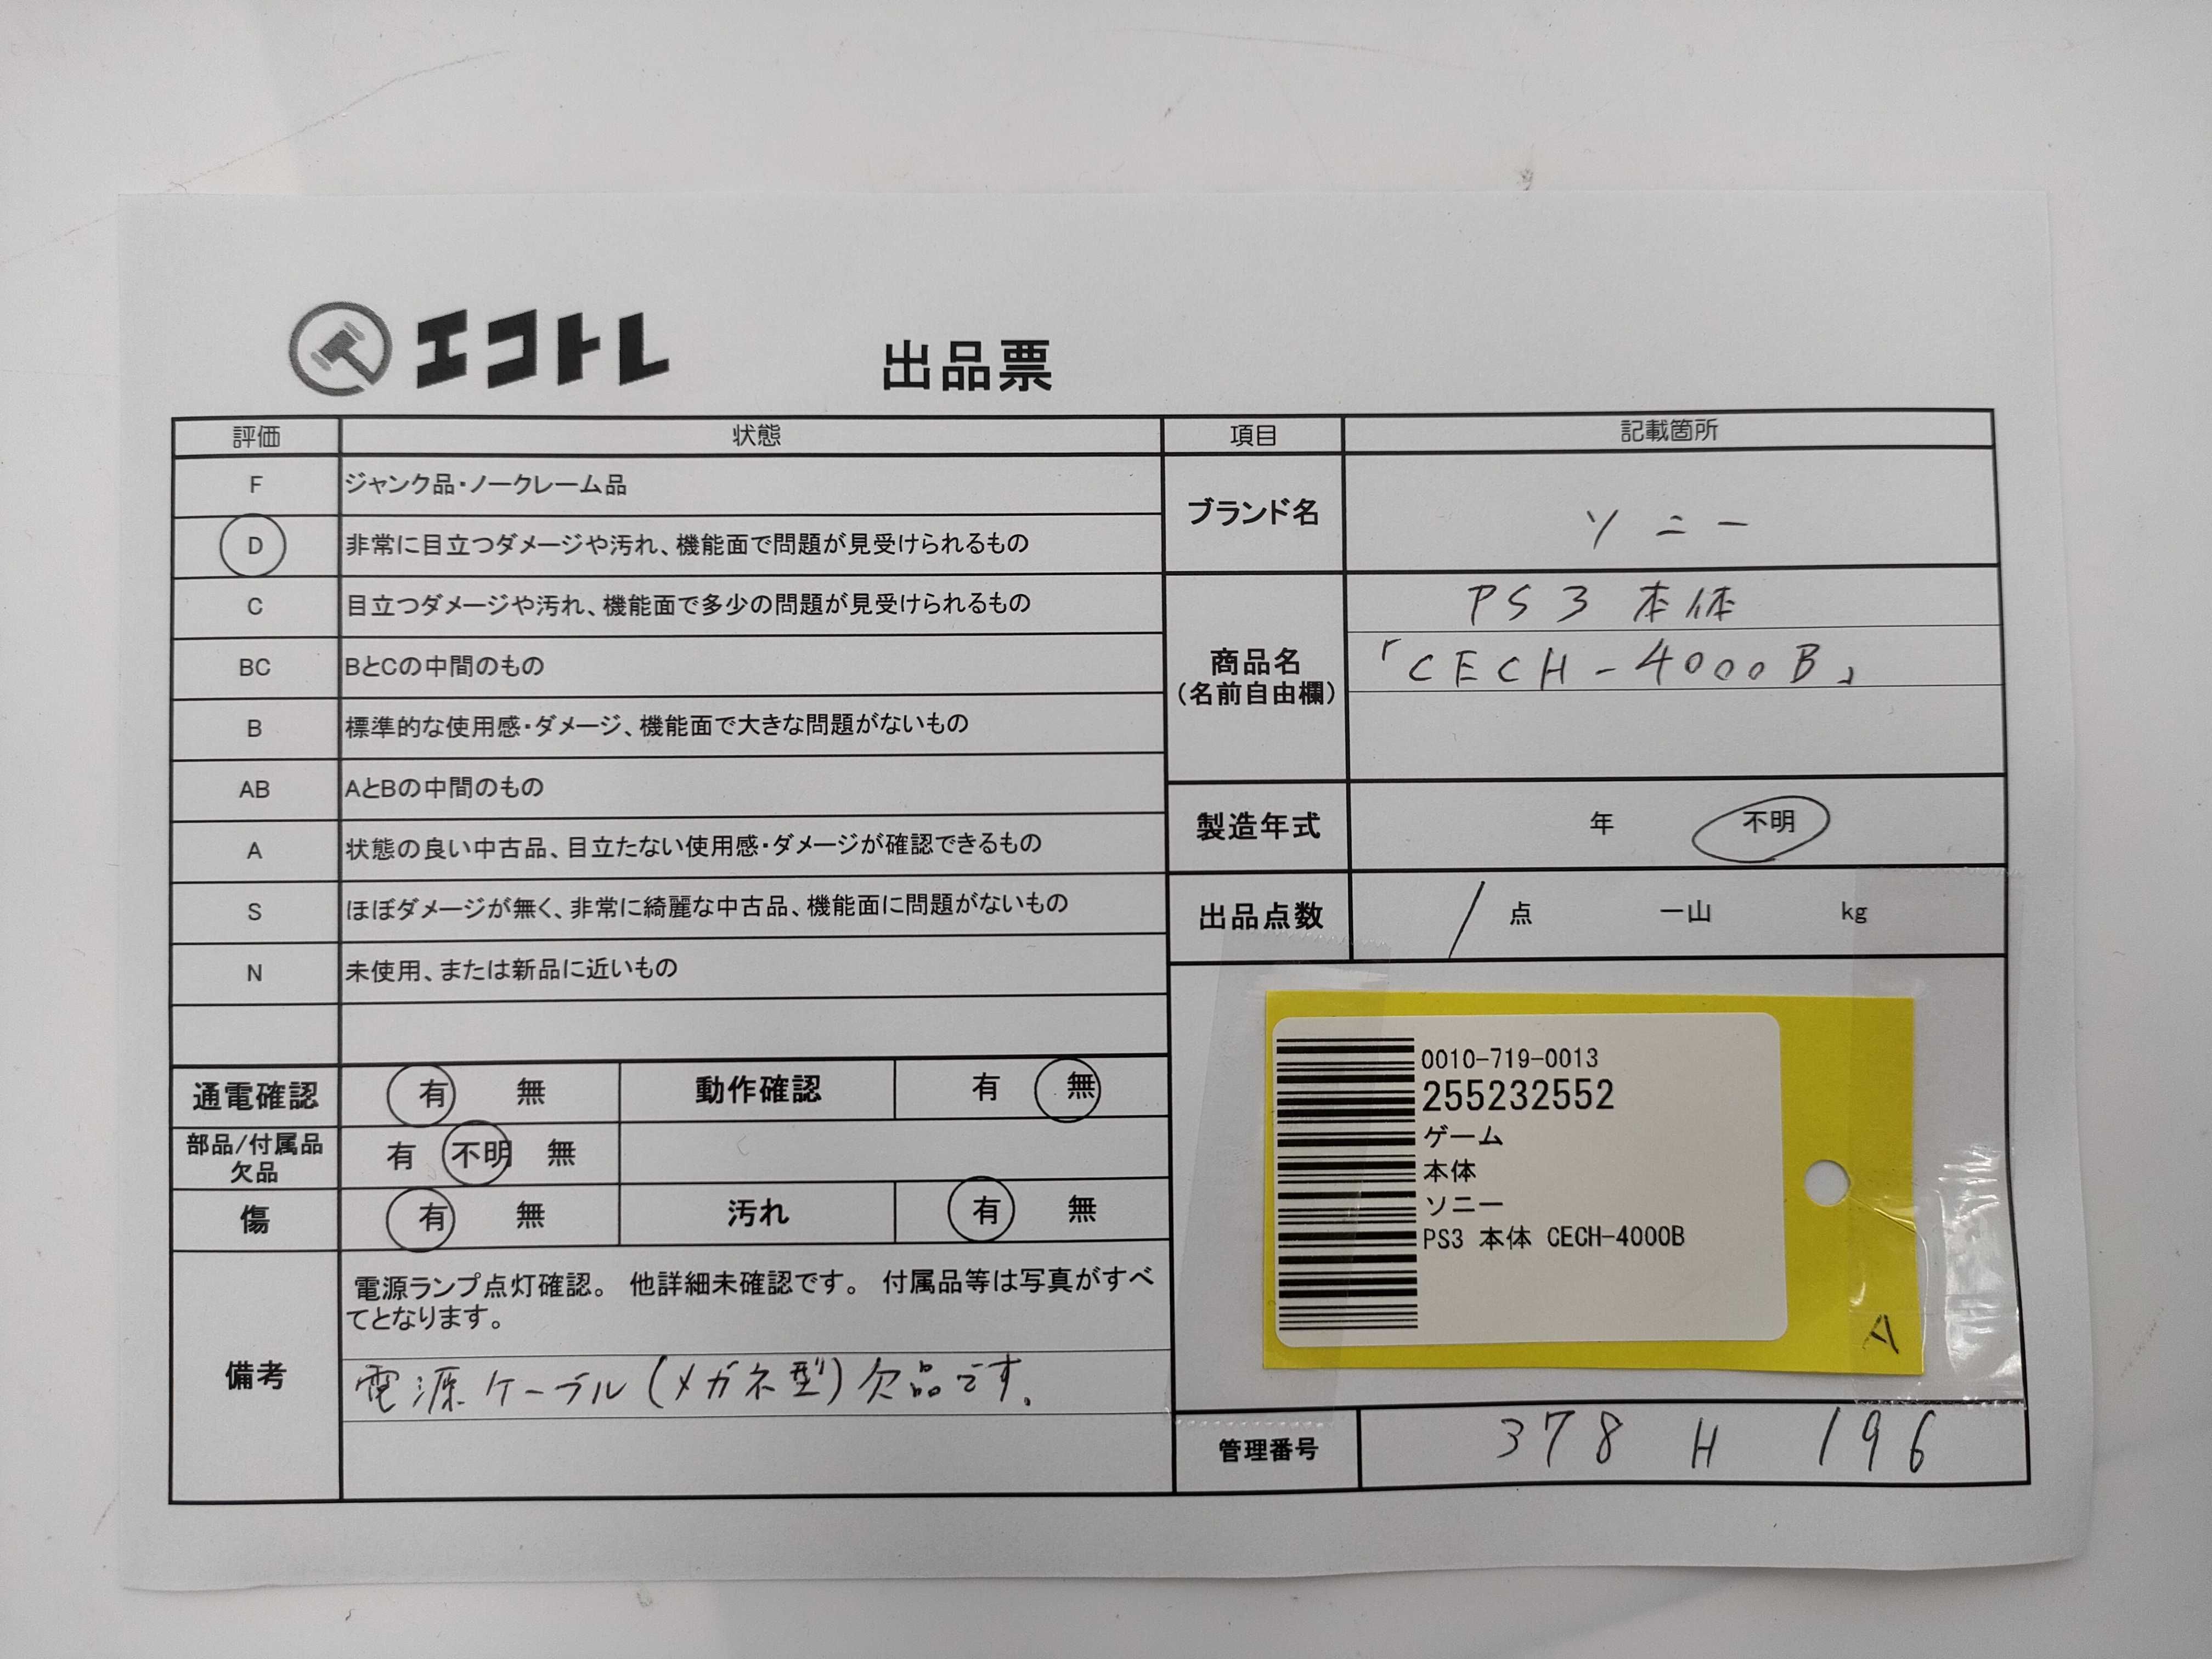 エコトレ
出品票
評価 状態
F ジャンク品・ノークレーム品
D 非常に目立つダメージや汚れ、機能面で問題が見受けられるもの
C 目立つダメージや汚れ、機能面で多少の問題が見受けられるもの
BC BとCの中間のもの
B 標準的な使用感・ダメージ、機能面で大きな問題がないもの
AB AとBの中間のもの
A 状態の良い中古品、目立たない使用感・ダメージが確認できるもの
S ほぼダメージが無く、非常に綺麗な中古品、機能面に問題がないもの
N 未使用、または新品に近いもの
通電確認 有 無 動作確認 有 無
部品/付属品
欠品
有 不明 無
傷 有 無 汚れ 有 無
備考
電源ランプ点灯確認。 他詳細未確認です。 付属品等は写真がすべ
てとなります。
電源ケーブル(メガネ型)欠品です.
項目 記載箇所
ブランド名 ソニー
商品名
(名前自由欄)
PS3 本体
「CECH-4000B」
製造年式 年 不明
出品点数 1 点 一山 kg
0010-719-0013
255232552
ゲーム
本体
ソニー
PS3 本体 CECH-4000B
A
管理番号 378 H 196